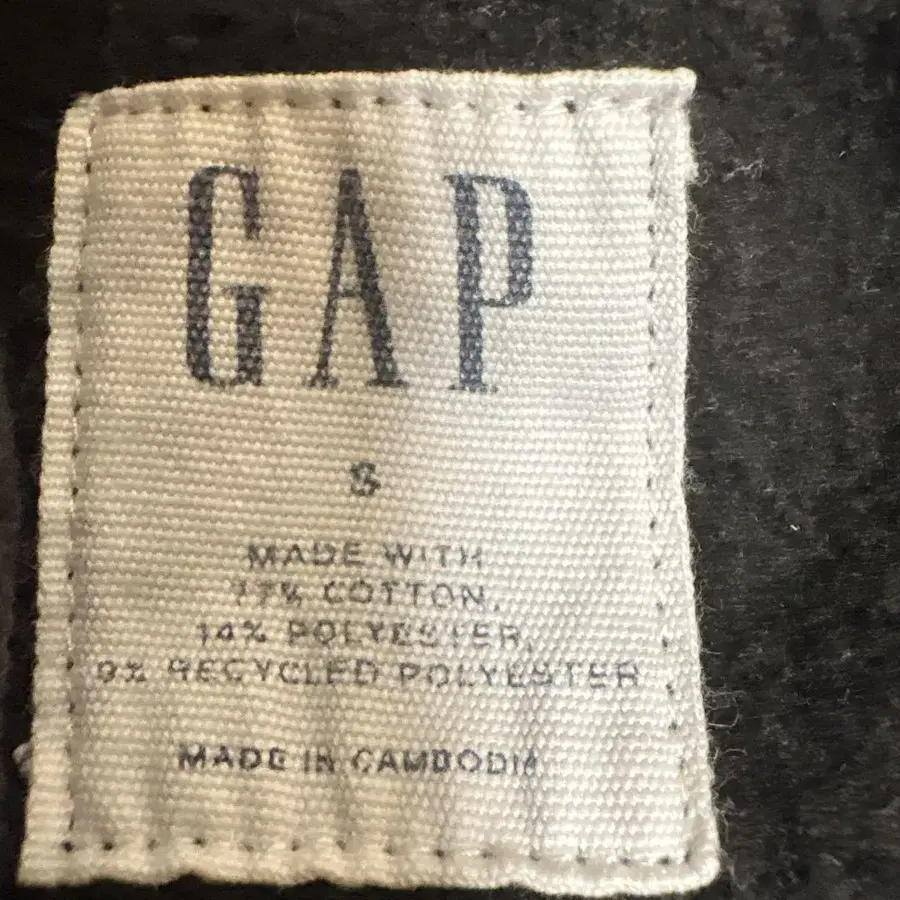 GAP
S
MADE WITH
77% COTTON,
14% POLYESTER,
9% RECYCLED POLYESTER
MADE IN CAMBODIA